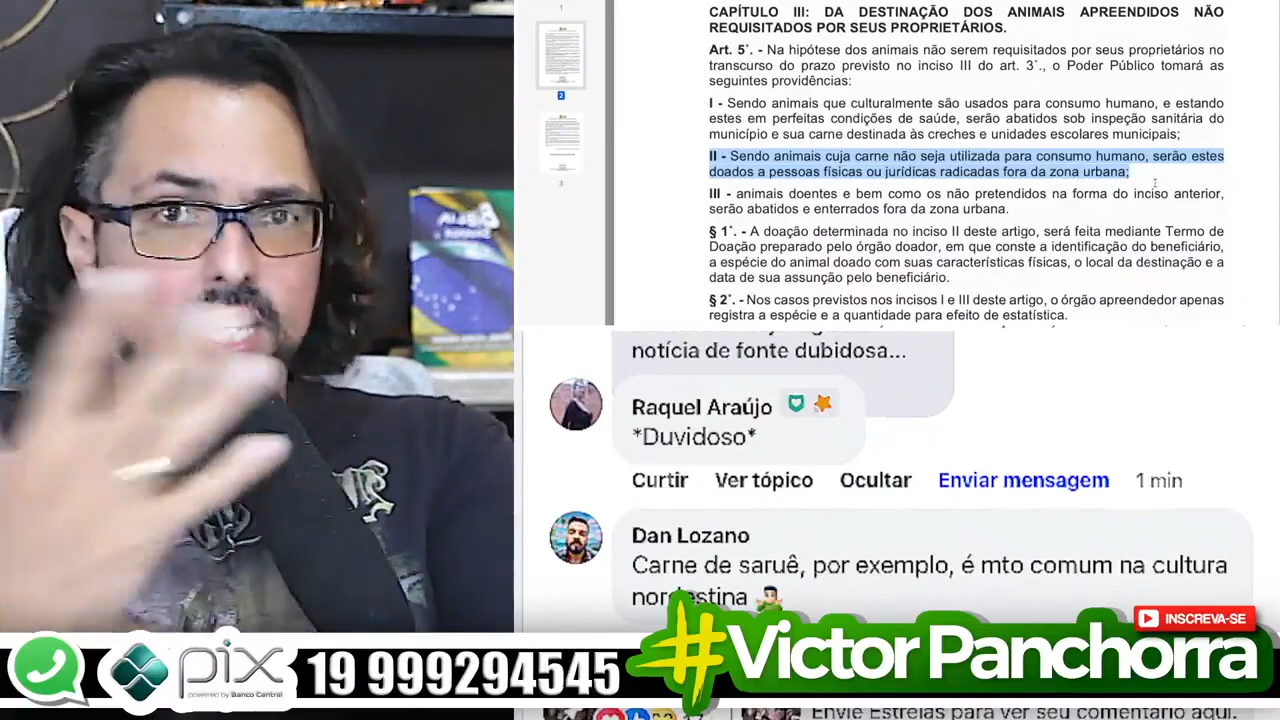 1
2
3
CAPÍTULO III: DA DESTINAÇÃO DOS ANIMAIS APREENDIDOS NÃO
REQUISITADOS POR SEUS PROPRIETÁRIOS
Art. 5°. - Na hipótese dos animais não serem requisitados por seus proprietários no
transcurso do prazo previsto no inciso III do art. 3°., o Poder Público tomará as
seguintes providências:
I - Sendo animais que culturalmente são usados para consumo humano, e estando
estes em perfeitas condições de saúde, serão abatidos sob inspeção sanitária do
município e sua carne destinada às creches e unidades escolares municipais;
II - Sendo animais cuja carne não seja utilizada para consumo humano, serão estes
doados a pessoas físicas ou jurídicas radicadas fora da zona urbana;
III - animais doentes e bem como os não pretendidos na forma do inciso anterior,
serão abatidos e enterrados fora da zona urbana.
§ 1°. - A doação determinada no inciso II deste artigo, será feita mediante Termo de
Doação preparado pelo órgão doador, em que conste a identificação do beneficiário,
a espécie do animal doado com suas características físicas, o local da destinação e a
data de sua assunção pelo beneficiário.
§ 2°. - Nos casos previstos nos incisos I e III deste artigo, o órgão apreendedor apenas
registra a espécie e a quantidade para efeito de estatística.
notícia de fonte dubidosa...
Raquel Araújo
*Duvidoso*
Curtir Ver tópico Ocultar Enviar mensagem 1 min
Dan Lozano
Carne de saruê, por exemplo, é mto comum na cultura
nordestina
INSCREVA-SE
pix
powered by Banco Central
19 999294545
#VictorPanchorra